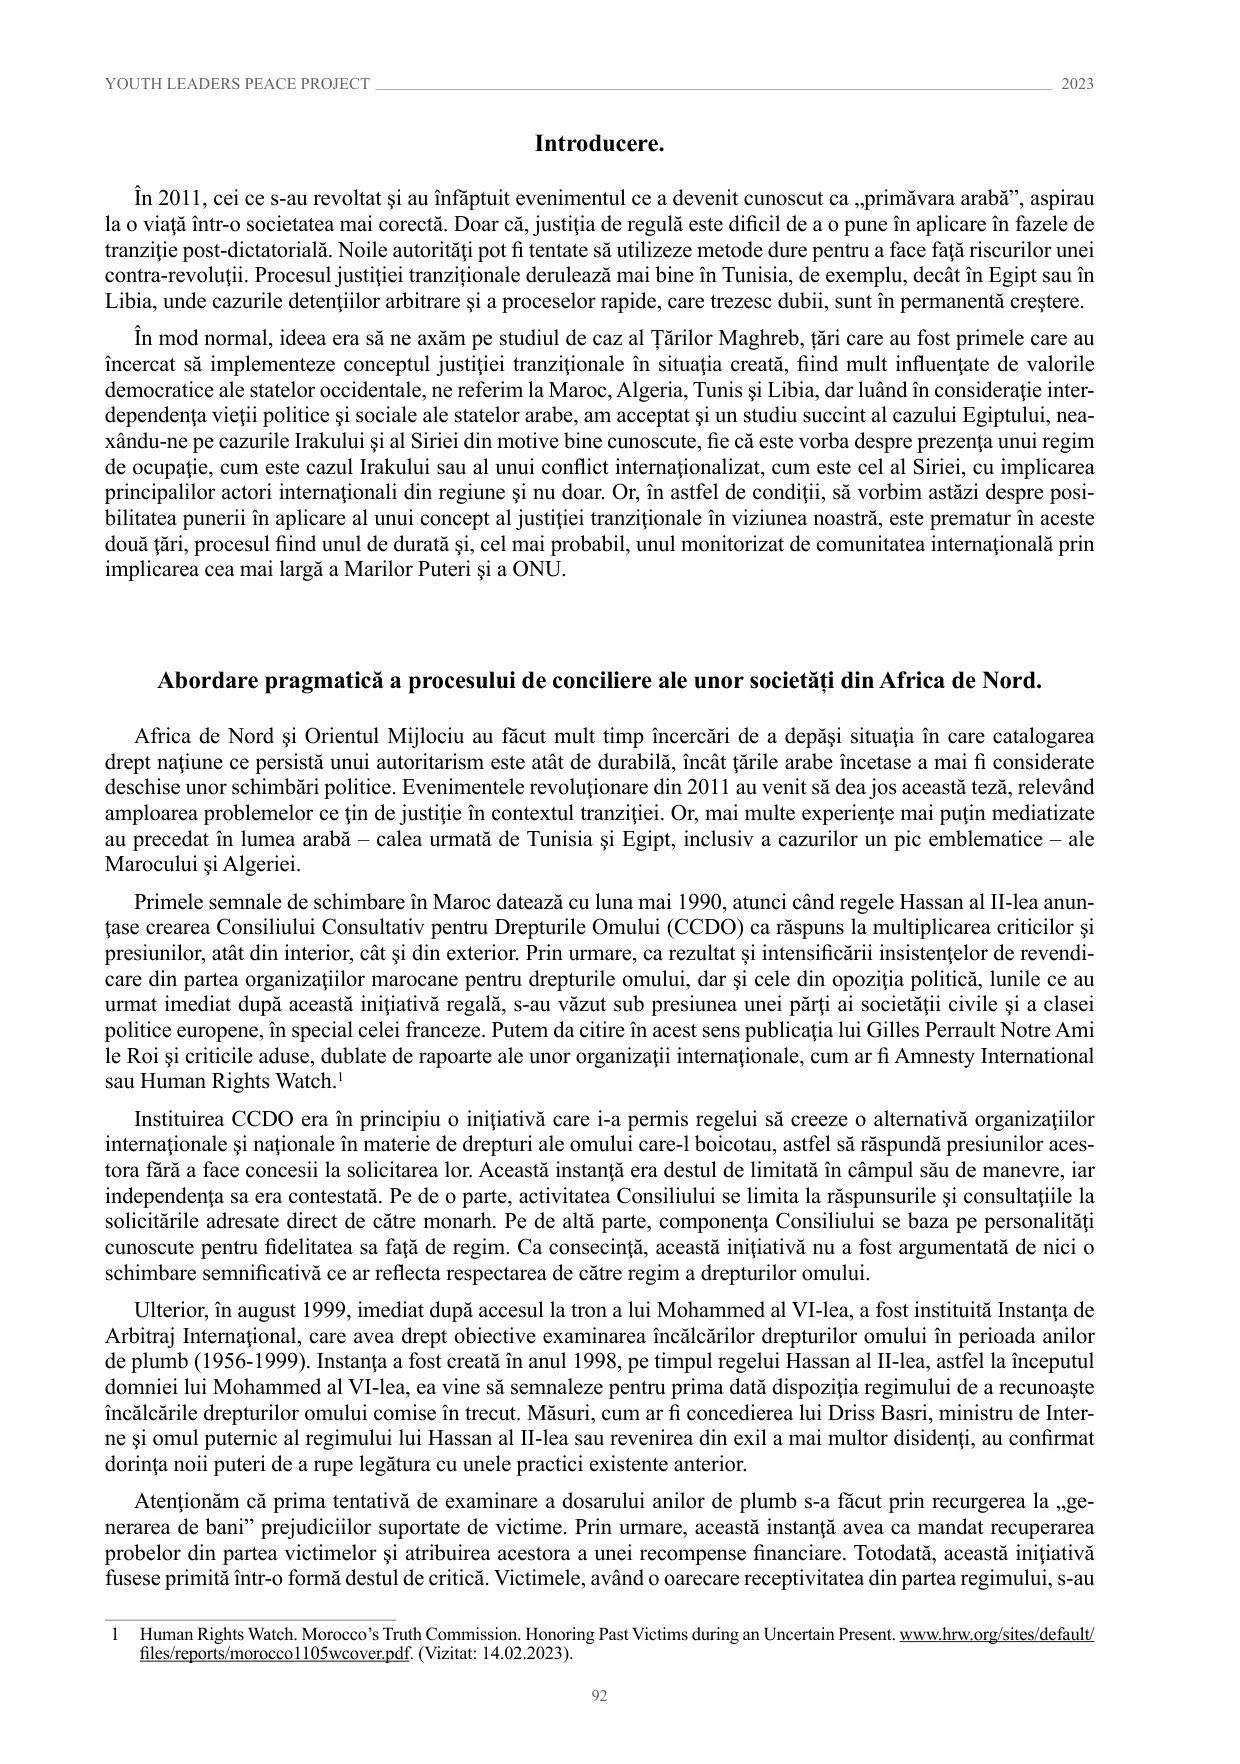 YOUTH LEADERS PEACE PROJECT 2023
Introducere.
În 2011, cei ce s-au revoltat şi au înfăptuit evenimentul ce a devenit cunoscut ca „primăvara arabă”, aspirau
la o viaţă într-o societatea mai corectă. Doar că, justiţia de regulă este dificil de a o pune în aplicare în fazele de
tranziţie post-dictatorială. Noile autorităţi pot fi tentate să utilizeze metode dure pentru a face faţă riscurilor unei
contra-revoluţii. Procesul justiţiei tranziționale derulează mai bine în Tunisia, de exemplu, decât în Egipt sau în
Libia, unde cazurile detenţiilor arbitrare şi a proceselor rapide, care trezesc dubii, sunt în permanentă creştere.
În mod normal, ideea era să ne axăm pe studiul de caz al Țărilor Maghreb, țări care au fost primele care au
încercat să implementeze conceptul justiţiei tranziţionale în situaţia creată, fiind mult influenţate de valorile
democratice ale statelor occidentale, ne referim la Maroc, Algeria, Tunis şi Libia, dar luând în consideraţie inter-
dependenţa vieţii politice şi sociale ale statelor arabe, am acceptat şi un studiu succint al cazului Egiptului, nea-
xându-ne pe cazurile Irakului şi al Siriei din motive bine cunoscute, fie că este vorba despre prezenţa unui regim
de ocupaţie, cum este cazul Irakului sau al unui conflict internaţionalizat, cum este cel al Siriei, cu implicarea
principalilor actori internaţionali din regiune şi nu doar. Or, în astfel de condiţii, să vorbim astăzi despre posi-
bilitatea punerii în aplicare al unui concept al justiţiei tranziţionale în viziunea noastră, este prematur în aceste
două ţări, procesul fiind unul de durată şi, cel mai probabil, unul monitorizat de comunitatea internaţională prin
implicarea cea mai largă a Marilor Puteri şi a ONU.
Abordare pragmatică a procesului de conciliere ale unor societăți din Africa de Nord.
Africa de Nord şi Orientul Mijlociu au făcut mult timp încercări de a depăşi situaţia în care catalogarea
drept naţiune ce persistă unui autoritarism este atât de durabilă, încât ţările arabe încetase a mai fi considerate
deschise unor schimbări politice. Evenimentele revoluţionare din 2011 au venit să dea jos această teză, relevând
amploarea problemelor ce ţin de justiţie în contextul tranziţiei. Or, mai multe experienţe mai puţin mediatizate
au precedat în lumea arabă – calea urmată de Tunisia şi Egipt, inclusiv a cazurilor un pic emblematice – ale
Marocului şi Algeriei.
Primele semnale de schimbare în Maroc datează cu luna mai 1990, atunci când regele Hassan al II-lea anun-
ţase crearea Consiliului Consultativ pentru Drepturile Omului (CCDO) ca răspuns la multiplicarea criticilor şi
presiunilor, atât din interior, cât şi din exterior. Prin urmare, ca rezultat și intensificării insistenţelor de revendi-
care din partea organizaţiilor marocane pentru drepturile omului, dar şi cele din opoziţia politică, lunile ce au
urmat imediat după această iniţiativă regală, s-au văzut sub presiunea unei părţi ai societăţii civile şi a clasei
politice europene, în special celei franceze. Putem da citire în acest sens publicaţia lui Gilles Perrault Notre Ami
le Roi şi criticile aduse, dublate de rapoarte ale unor organizaţii internaţionale, cum ar fi Amnesty International
sau Human Rights Watch.1
Instituirea CCDO era în principiu o iniţiativă care i-a permis regelui să creeze o alternativă organizaţiilor
internaţionale şi naţionale în materie de drepturi ale omului care-l boicotau, astfel să răspundă presiunilor aces-
tora fără a face concesii la solicitarea lor. Această instanţă era destul de limitată în câmpul său de manevre, iar
independenţa sa era contestată. Pe de o parte, activitatea Consiliului se limita la răspunsurile şi consultaţiile la
solicitările adresate direct de către monarh. Pe de altă parte, componenţa Consiliului se baza pe personalităţi
cunoscute pentru fidelitatea sa faţă de regim. Ca consecinţă, această iniţiativă nu a fost argumentată de nici o
schimbare semnificativă ce ar reflecta respectarea de către regim a drepturilor omului.
Ulterior, în august 1999, imediat după accesul la tron a lui Mohammed al VI-lea, a fost instituită Instanţa de
Arbitraj Internaţional, care avea drept obiective examinarea încălcărilor drepturilor omului în perioada anilor
de plumb (1956-1999). Instanţa a fost creată în anul 1998, pe timpul regelui Hassan al II-lea, astfel la începutul
domniei lui Mohammed al VI-lea, ea vine să semnaleze pentru prima dată dispoziţia regimului de a recunoaşte
încălcările drepturilor omului comise în trecut. Măsuri, cum ar fi concedierea lui Driss Basri, ministru de Inter-
ne şi omul puternic al regimului lui Hassan al II-lea sau revenirea din exil a mai multor disidenţi, au confirmat
dorinţa noii puteri de a rupe legătura cu unele practici existente anterior.
Atenţionăm că prima tentativă de examinare a dosarului anilor de plumb s-a făcut prin recurgerea la „ge-
nerarea de bani” prejudiciilor suportate de victime. Prin urmare, această instanţă avea ca mandat recuperarea
probelor din partea victimelor şi atribuirea acestora a unei recompense financiare. Totodată, această iniţiativă
fusese primită într-o formă destul de critică. Victimele, având o oarecare receptivitatea din partea regimului, s-au
1 Human Rights Watch. Morocco’s Truth Commission. Honoring Past Victims during an Uncertain Present. www.hrw.org/sites/default/
files/reports/morocco1105wcover.pdf. (Vizitat: 14.02.2023).
92